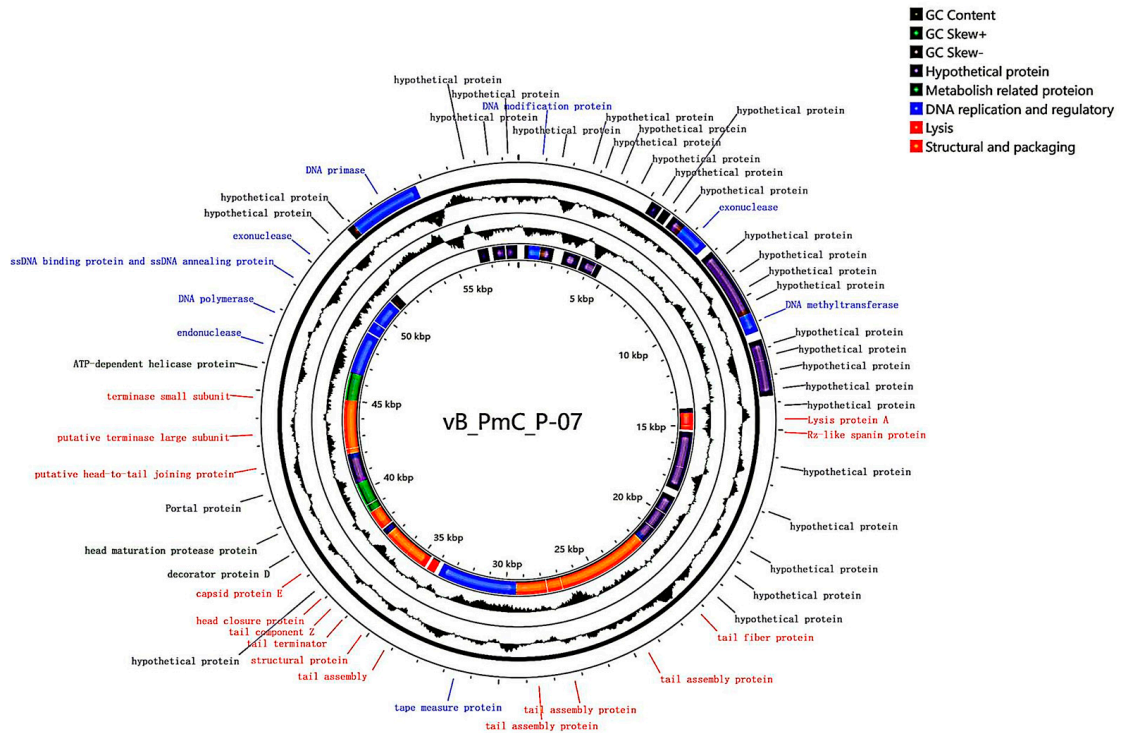 GC Content
GC Skew+
GC Skew-
Hypothetical protein
Metabolish related proteion
DNA replication and regulatory
Lysis
Structural and packaging
hypothetical protein
hypothetical protein
DNA modification protein
hypothetical protein
hypothetical protein
hypothetical protein
hypothetical protein
hypothetical protein
hypothetical protein
hypothetical protein
hypothetical protein
hypothetical protein
exonuclease
hypothetical protein
hypothetical protein
hypothetical protein
hypothetical protein
DNA methyltransferase
hypothetical protein
hypothetical protein
hypothetical protein
hypothetical protein
hypothetical protein
Lysis protein A
Rz-like spanin protein
hypothetical protein
hypothetical protein
hypothetical protein
hypothetical protein
hypothetical protein
tail fiber protein
tail assembly protein
tail assembly protein
tail assembly protein
tape measure protein
tail assembly
structural protein
hypothetical protein
tail terminator
tail component Z
head closure protein
capsid protein E
decorator protein D
head maturation protease protein
Portal protein
putative head-to-tail joining protein
putative terminase large subunit
terminase small subunit
ATP-dependent helicase protein
endonuclease
DNA polymerase
ssDNA binding protein and ssDNA annealing protein
exonuclease
hypothetical protein
hypothetical protein
DNA primase
5 kbp
10 kbp
15 kbp
20 kbp
25 kbp
30 kbp
35 kbp
40 kbp
45 kbp
50 kbp
55 kbp
vB_PmC_P-07